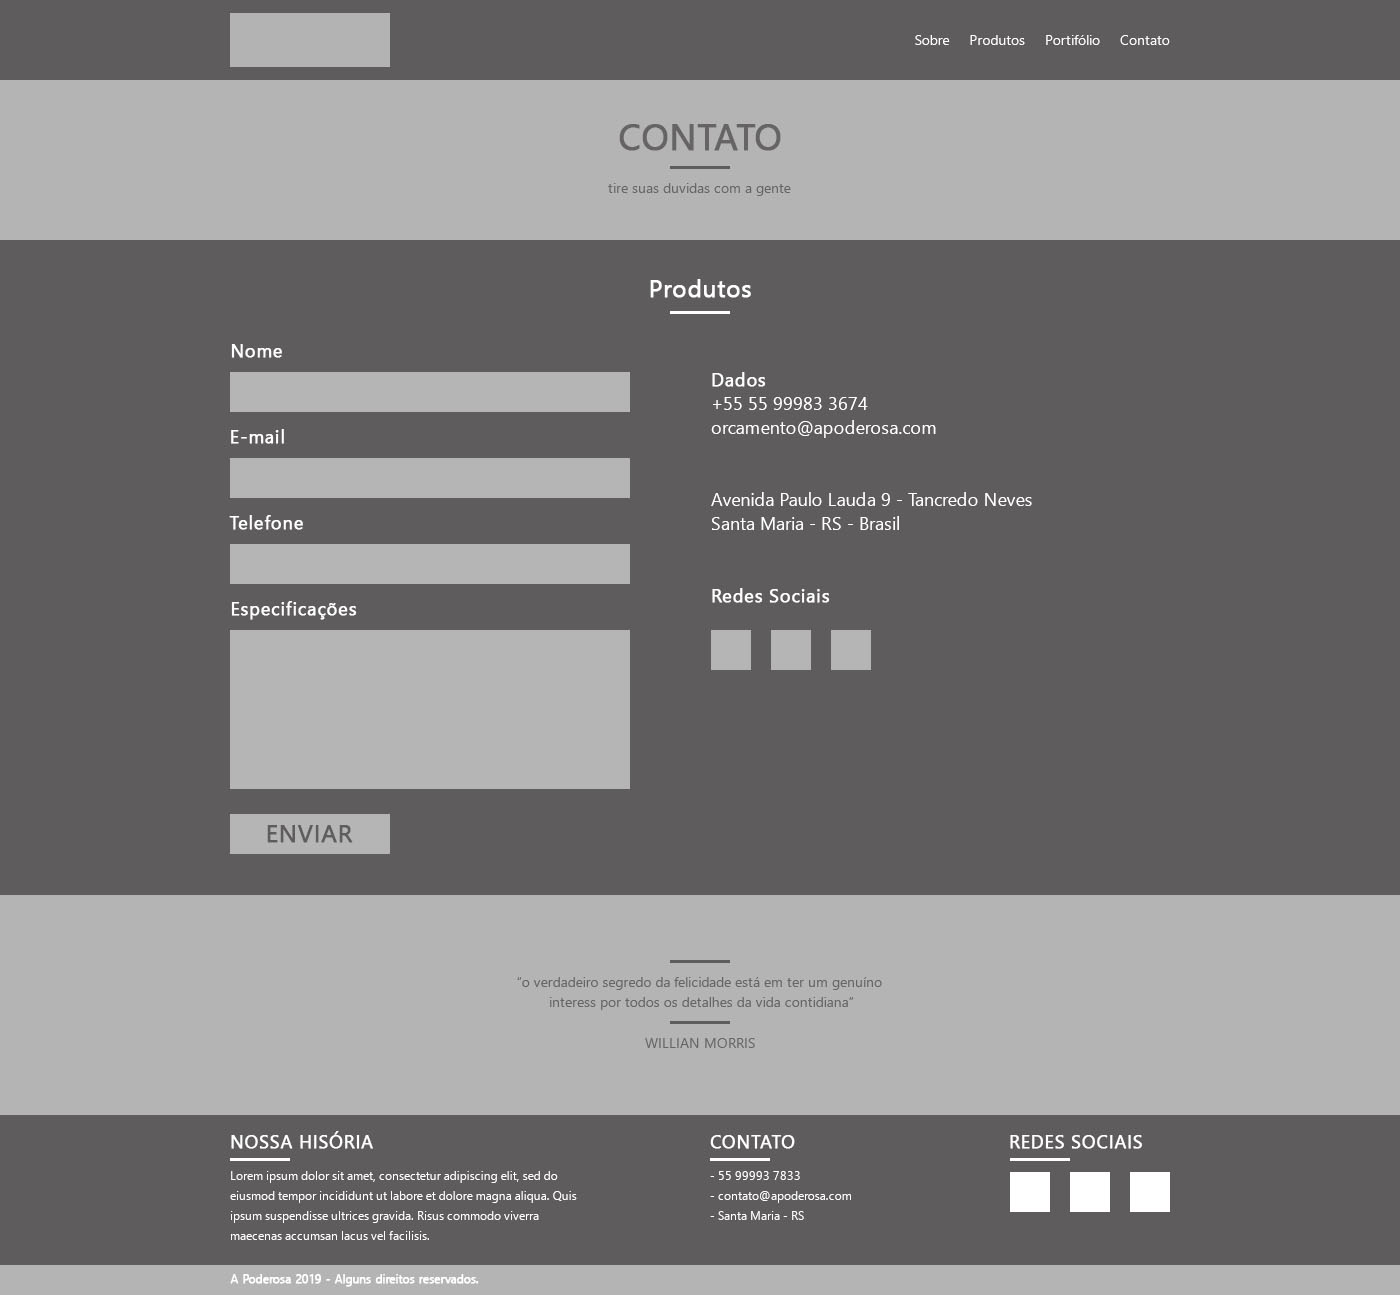 Sobre Produtos Portifólio Contato
CONTATO
tire suas duvidas com a gente
Produtos
Nome
E-mail
Telefone
Especificações
ENVIAR
Dados
+55 55 99983 3674
orcamento@apoderosa.com
Avenida Paulo Lauda 9 - Tancredo Neves
Santa Maria - RS - Brasil
Redes Sociais
“o verdadeiro segredo da felicidade está em ter um genuíno
interess por todos os detalhes da vida contidiana”
WILLIAN MORRIS
NOSSA HISÓRIA
Lorem ipsum dolor sit amet, consectetur adipiscing elit, sed do
eiusmod tempor incididunt ut labore et dolore magna aliqua. Quis
ipsum suspendisse ultrices gravida. Risus commodo viverra
maecenas accumsan lacus vel facilisis.
CONTATO
- 55 99993 7833
- contato@apoderosa.com
- Santa Maria - RS
REDES SOCIAIS
A Poderosa 2019 - Alguns direitos reservados.